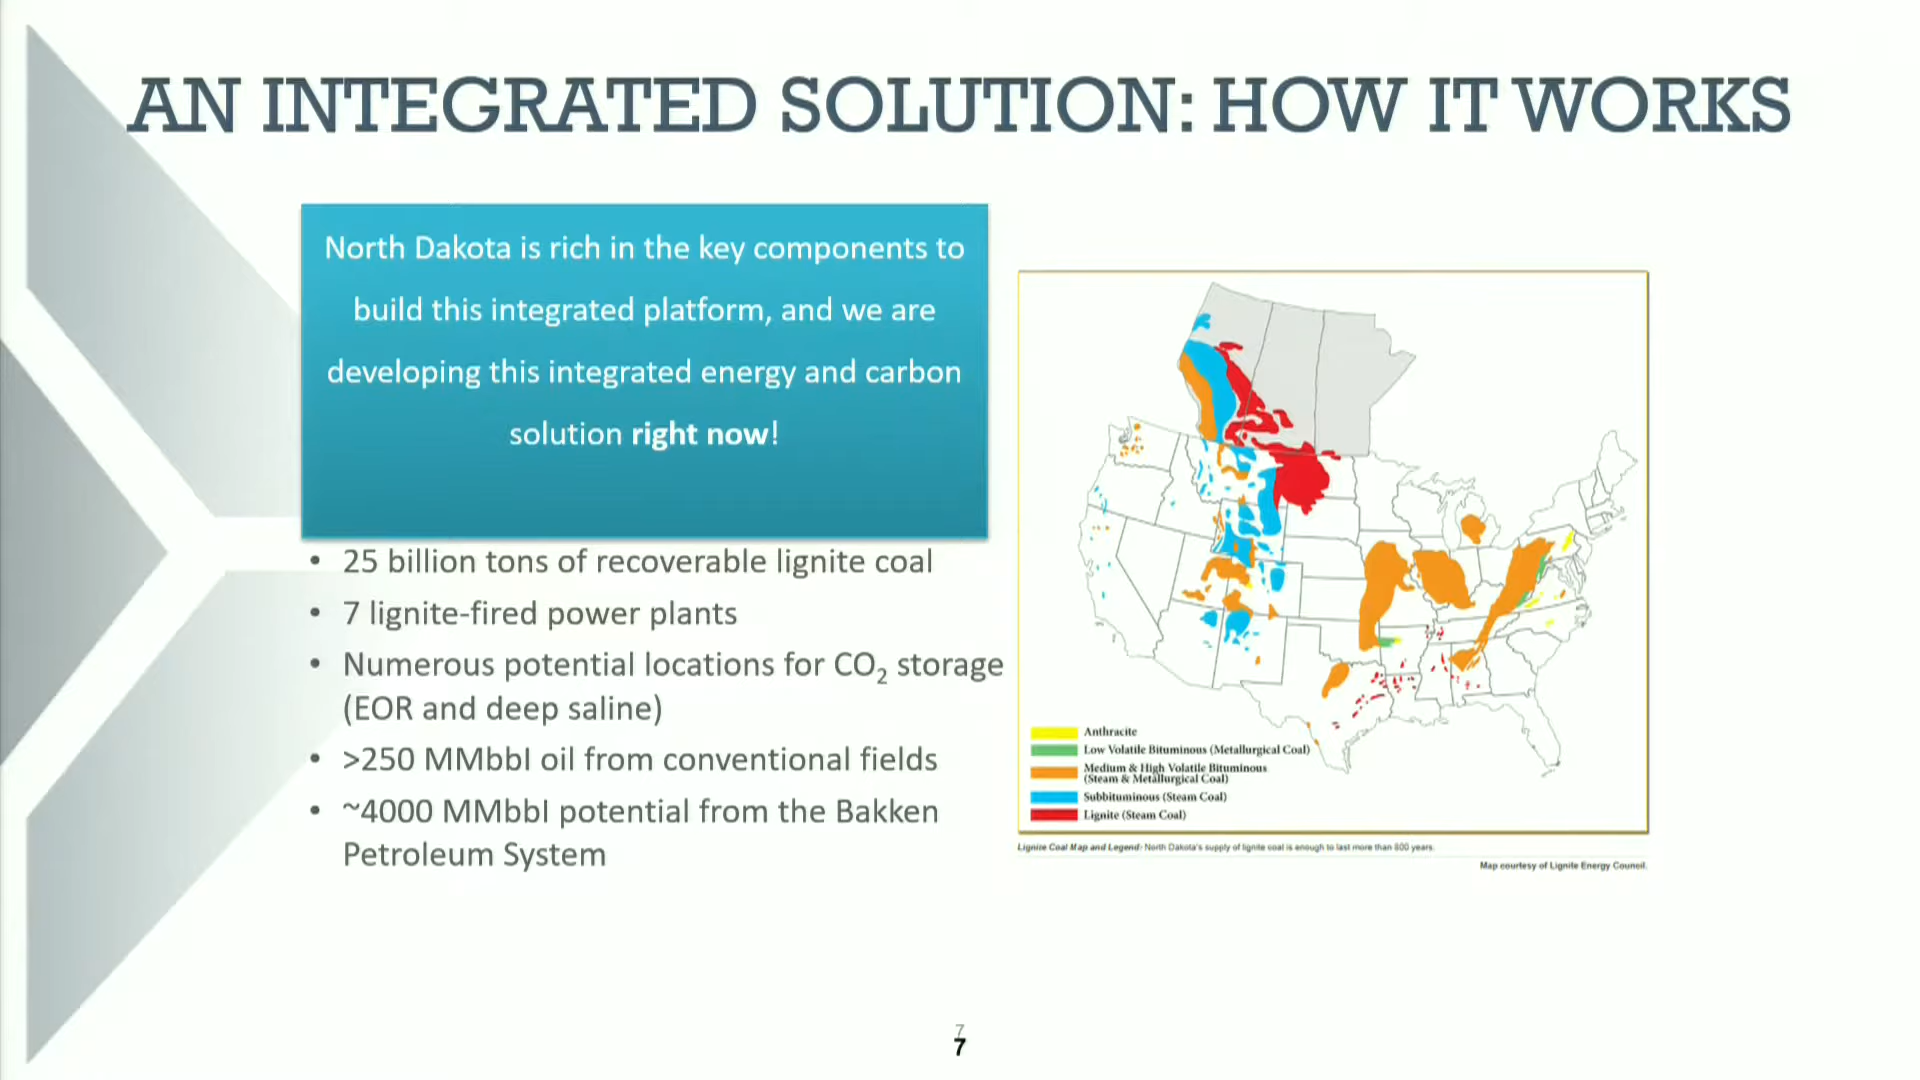 AN INTEGRATED SOLUTION: HOW IT WORKS
North Dakota is rich in the key components to
build this integrated platform, and we are
developing this integrated energy and carbon
solution right now!
• 25 billion tons of recoverable lignite coal
• 7 lignite-fired power plants
• Numerous potential locations for CO₂ storage
(EOR and deep saline)
• >250 MMbbl oil from conventional fields
• ~4000 MMbbl potential from the Bakken
Petroleum System
Anthracite
Low Volatile Bituminous (Metallurgical Coal)
Medium & High Volatile Bituminous
(Steam & Metallurgical Coal)
Subbituminous (Steam Coal)
Lignite (Steam Coal)
Lignite Coal Map and Legend: North Dakota's supply of lignite coal is enough to last more than 800 years.
Map courtesy of Lignite Energy Council.
7
7